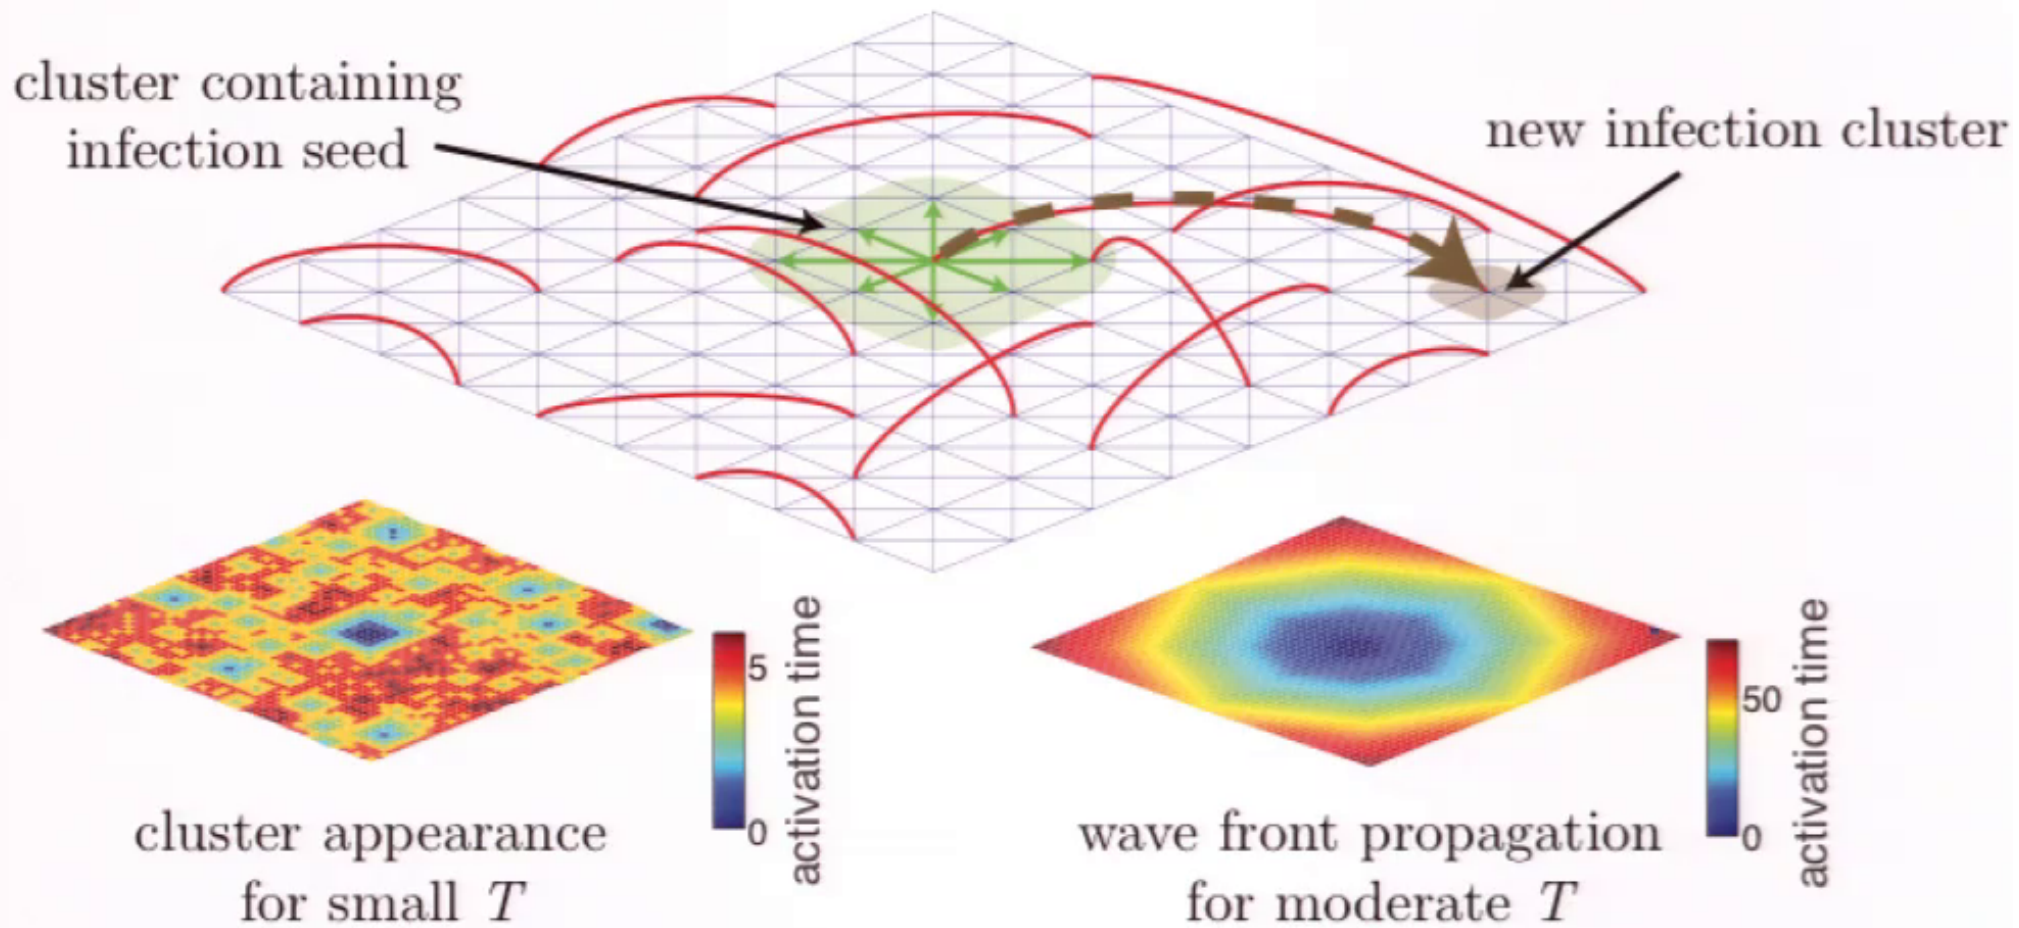 cluster containing
infection seed
new infection cluster
5
0
activation time
cluster appearance
for small T
50
0
activation time
wave front propagation
for moderate T